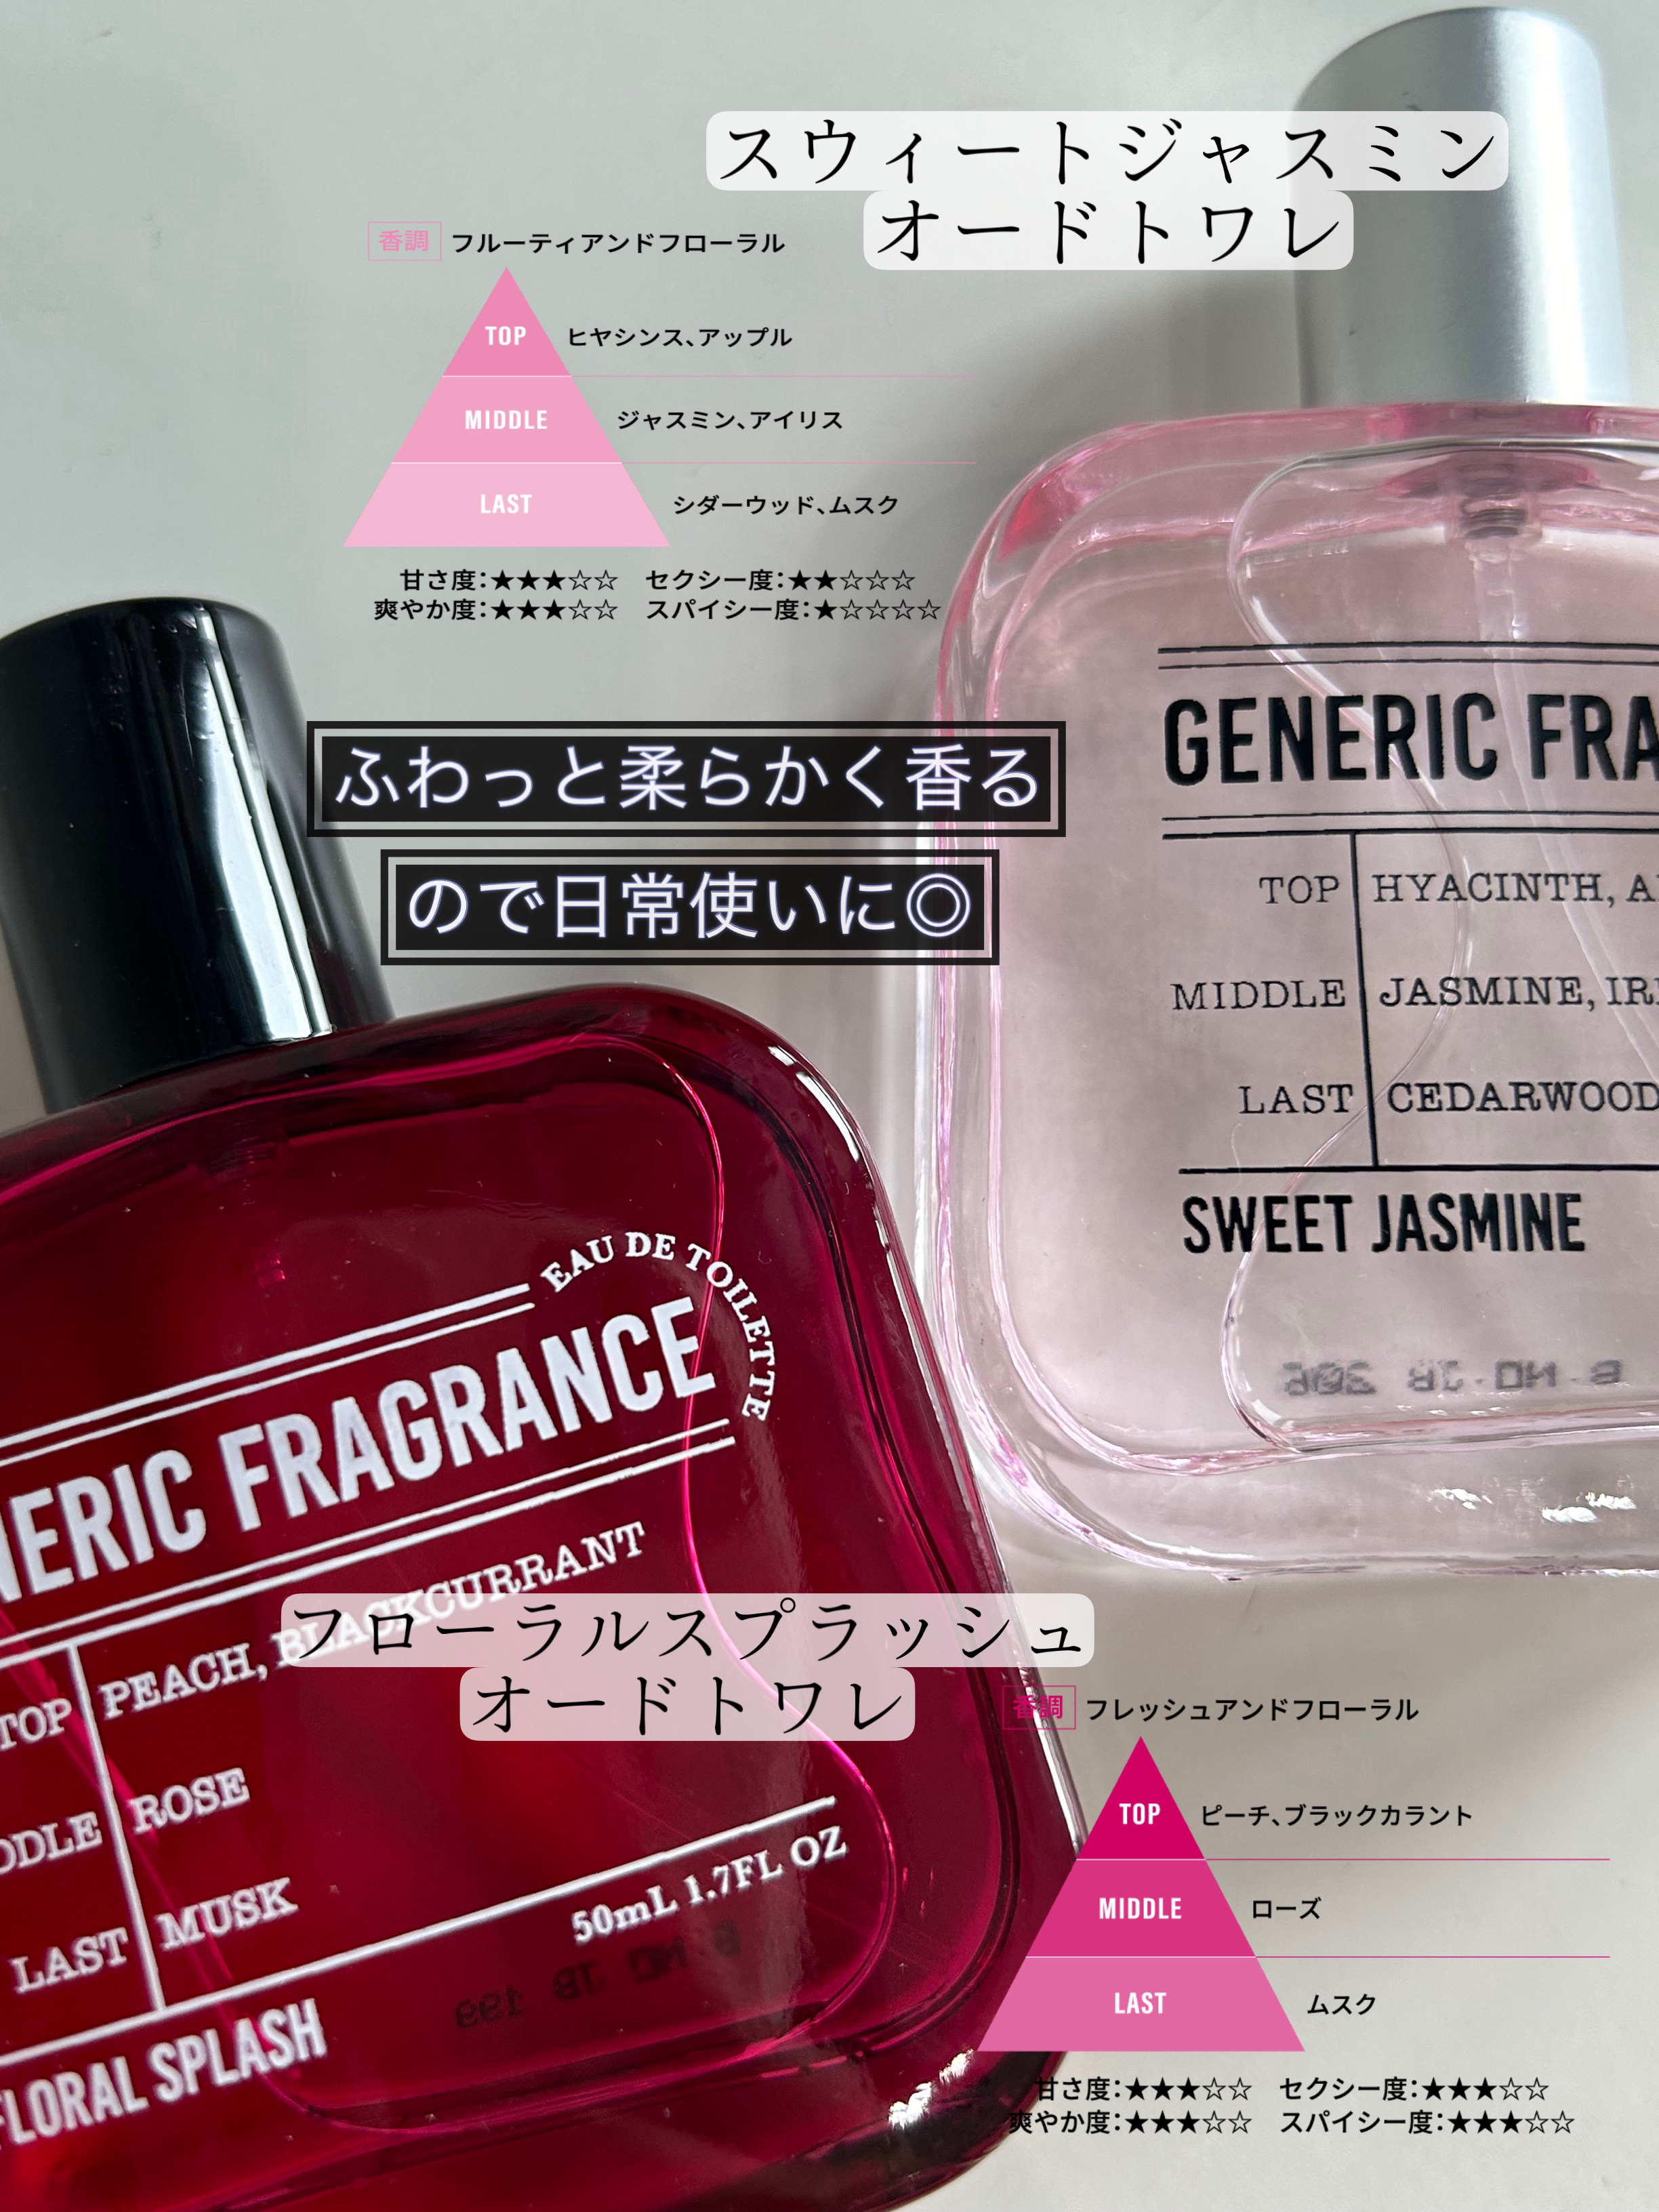 スウィートジャスミン
オードトワレ
香調 フルーティアンドフローラル
TOP ヒヤシンス、アップル
MIDDLE ジャスミン、アイリス
LAST シダーウッド、ムスク
甘さ度：★★★☆☆ セクシー度：★★☆☆☆
爽やか度：★★★☆☆ スパイシー度：★☆☆☆☆
ふわっと柔らかく香る
ので日常使いに◎
GENERIC FRA
TOP HYACINTH, A
MIDDLE JASMINE, IR
LAST CEDARWOOD
SWEET JASMINE
EAU DE TOILETTE
NERIC FRAGRANCE
TOP PEACH, BLACKCURRANT
DDLE ROSE
LAST MUSK
50mL 1.7FL OZ
FLORAL SPLASH
フローラルスプラッシュ
オードトワレ
香調 フレッシュアンドフローラル
TOP ピーチ、ブラックカラント
MIDDLE ローズ
LAST ムスク
甘さ度：★★★☆☆ セクシー度：★★★☆☆
爽やか度：★★★☆☆ スパイシー度：★★★☆☆